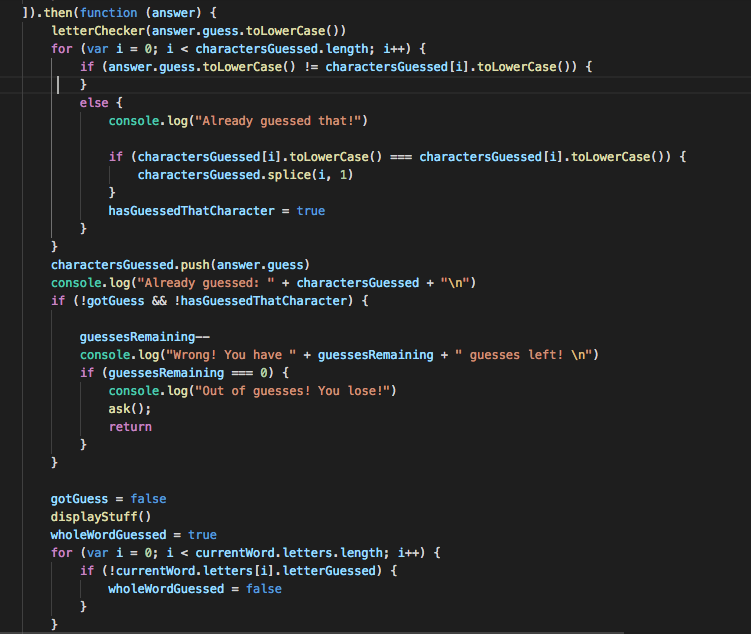 ]).then(function (answer) {
letterChecker(answer.guess.toLowerCase())
for (var i = 0; i < charactersGuessed.length; i++) {
if (answer.guess.toLowerCase() != charactersGuessed[i].toLowerCase()) {
}
else {
console.log("Already guessed that!")
if (charactersGuessed[i].toLowerCase() === charactersGuessed[i].toLowerCase()) {
charactersGuessed.splice(i, 1)
}
hasGuessedThatCharacter = true
}
}
charactersGuessed.push(answer.guess)
console.log("Already guessed: " + charactersGuessed + "\n")
if (!gotGuess && !hasGuessedThatCharacter) {
guessesRemaining--
console.log("Wrong! You have " + guessesRemaining + " guesses left! \n")
if (guessesRemaining === 0) {
console.log("Out of guesses! You lose!")
ask();
return
}
}
gotGuess = false
displayStuff()
wholeWordGuessed = true
for (var i = 0; i < currentWord.letters.length; i++) {
if (!currentWord.letters[i].letterGuessed) {
wholeWordGuessed = false
}
}